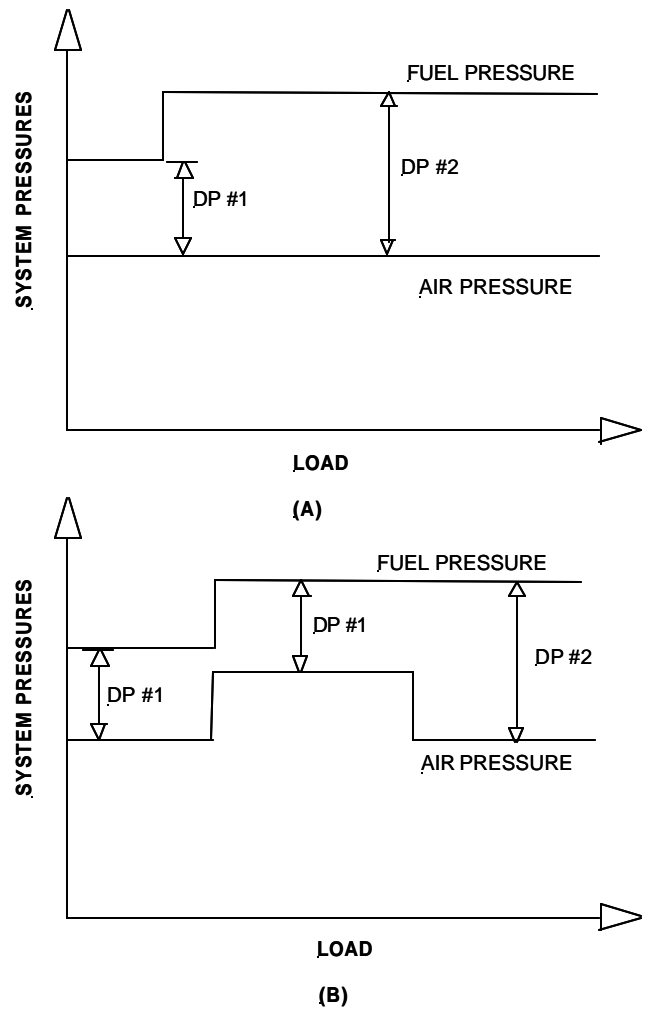 FUEL PRESSURE
DP #2
DP #1
SYSTEM PRESSURES
AIR PRESSURE
LOAD
(A)
FUEL PRESSURE
DP #1
DP #2
DP #1
SYSTEM PRESSURES
AIR PRESSURE
LOAD
(B)